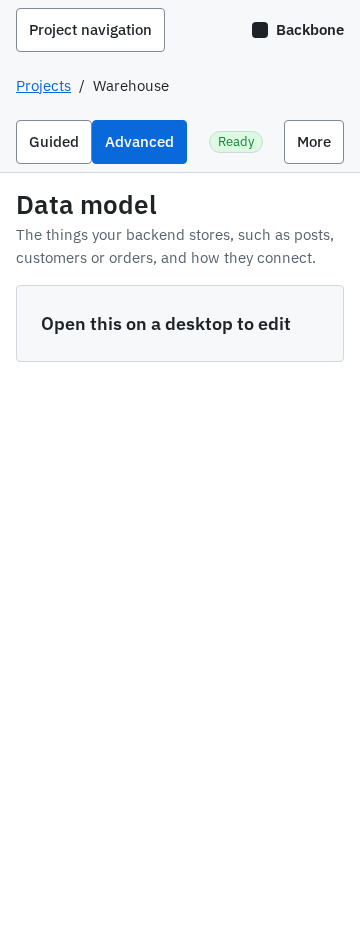 Project navigation
Backbone
Projects / Warehouse
Guided
Advanced
Ready
More
Data model
The things your backend stores, such as posts,
customers or orders, and how they connect.
Open this on a desktop to edit